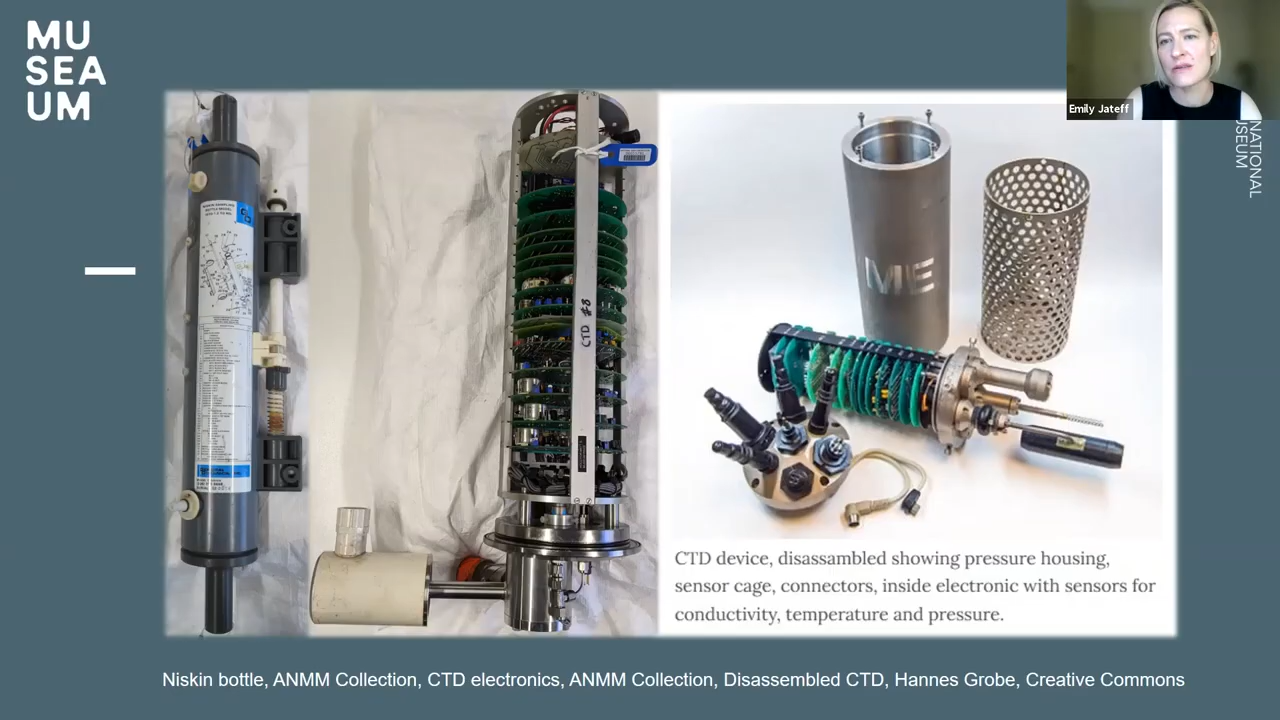 MU
SEA
UM
Emily Jateff
NATIONAL
USEUM
CTD #8
ME
CTD device, disassambled showing pressure housing,
sensor cage, connectors, inside electronic with sensors for
conductivity, temperature and pressure.
Niskin bottle, ANMM Collection, CTD electronics, ANMM Collection, Disassembled CTD, Hannes Grobe, Creative Commons